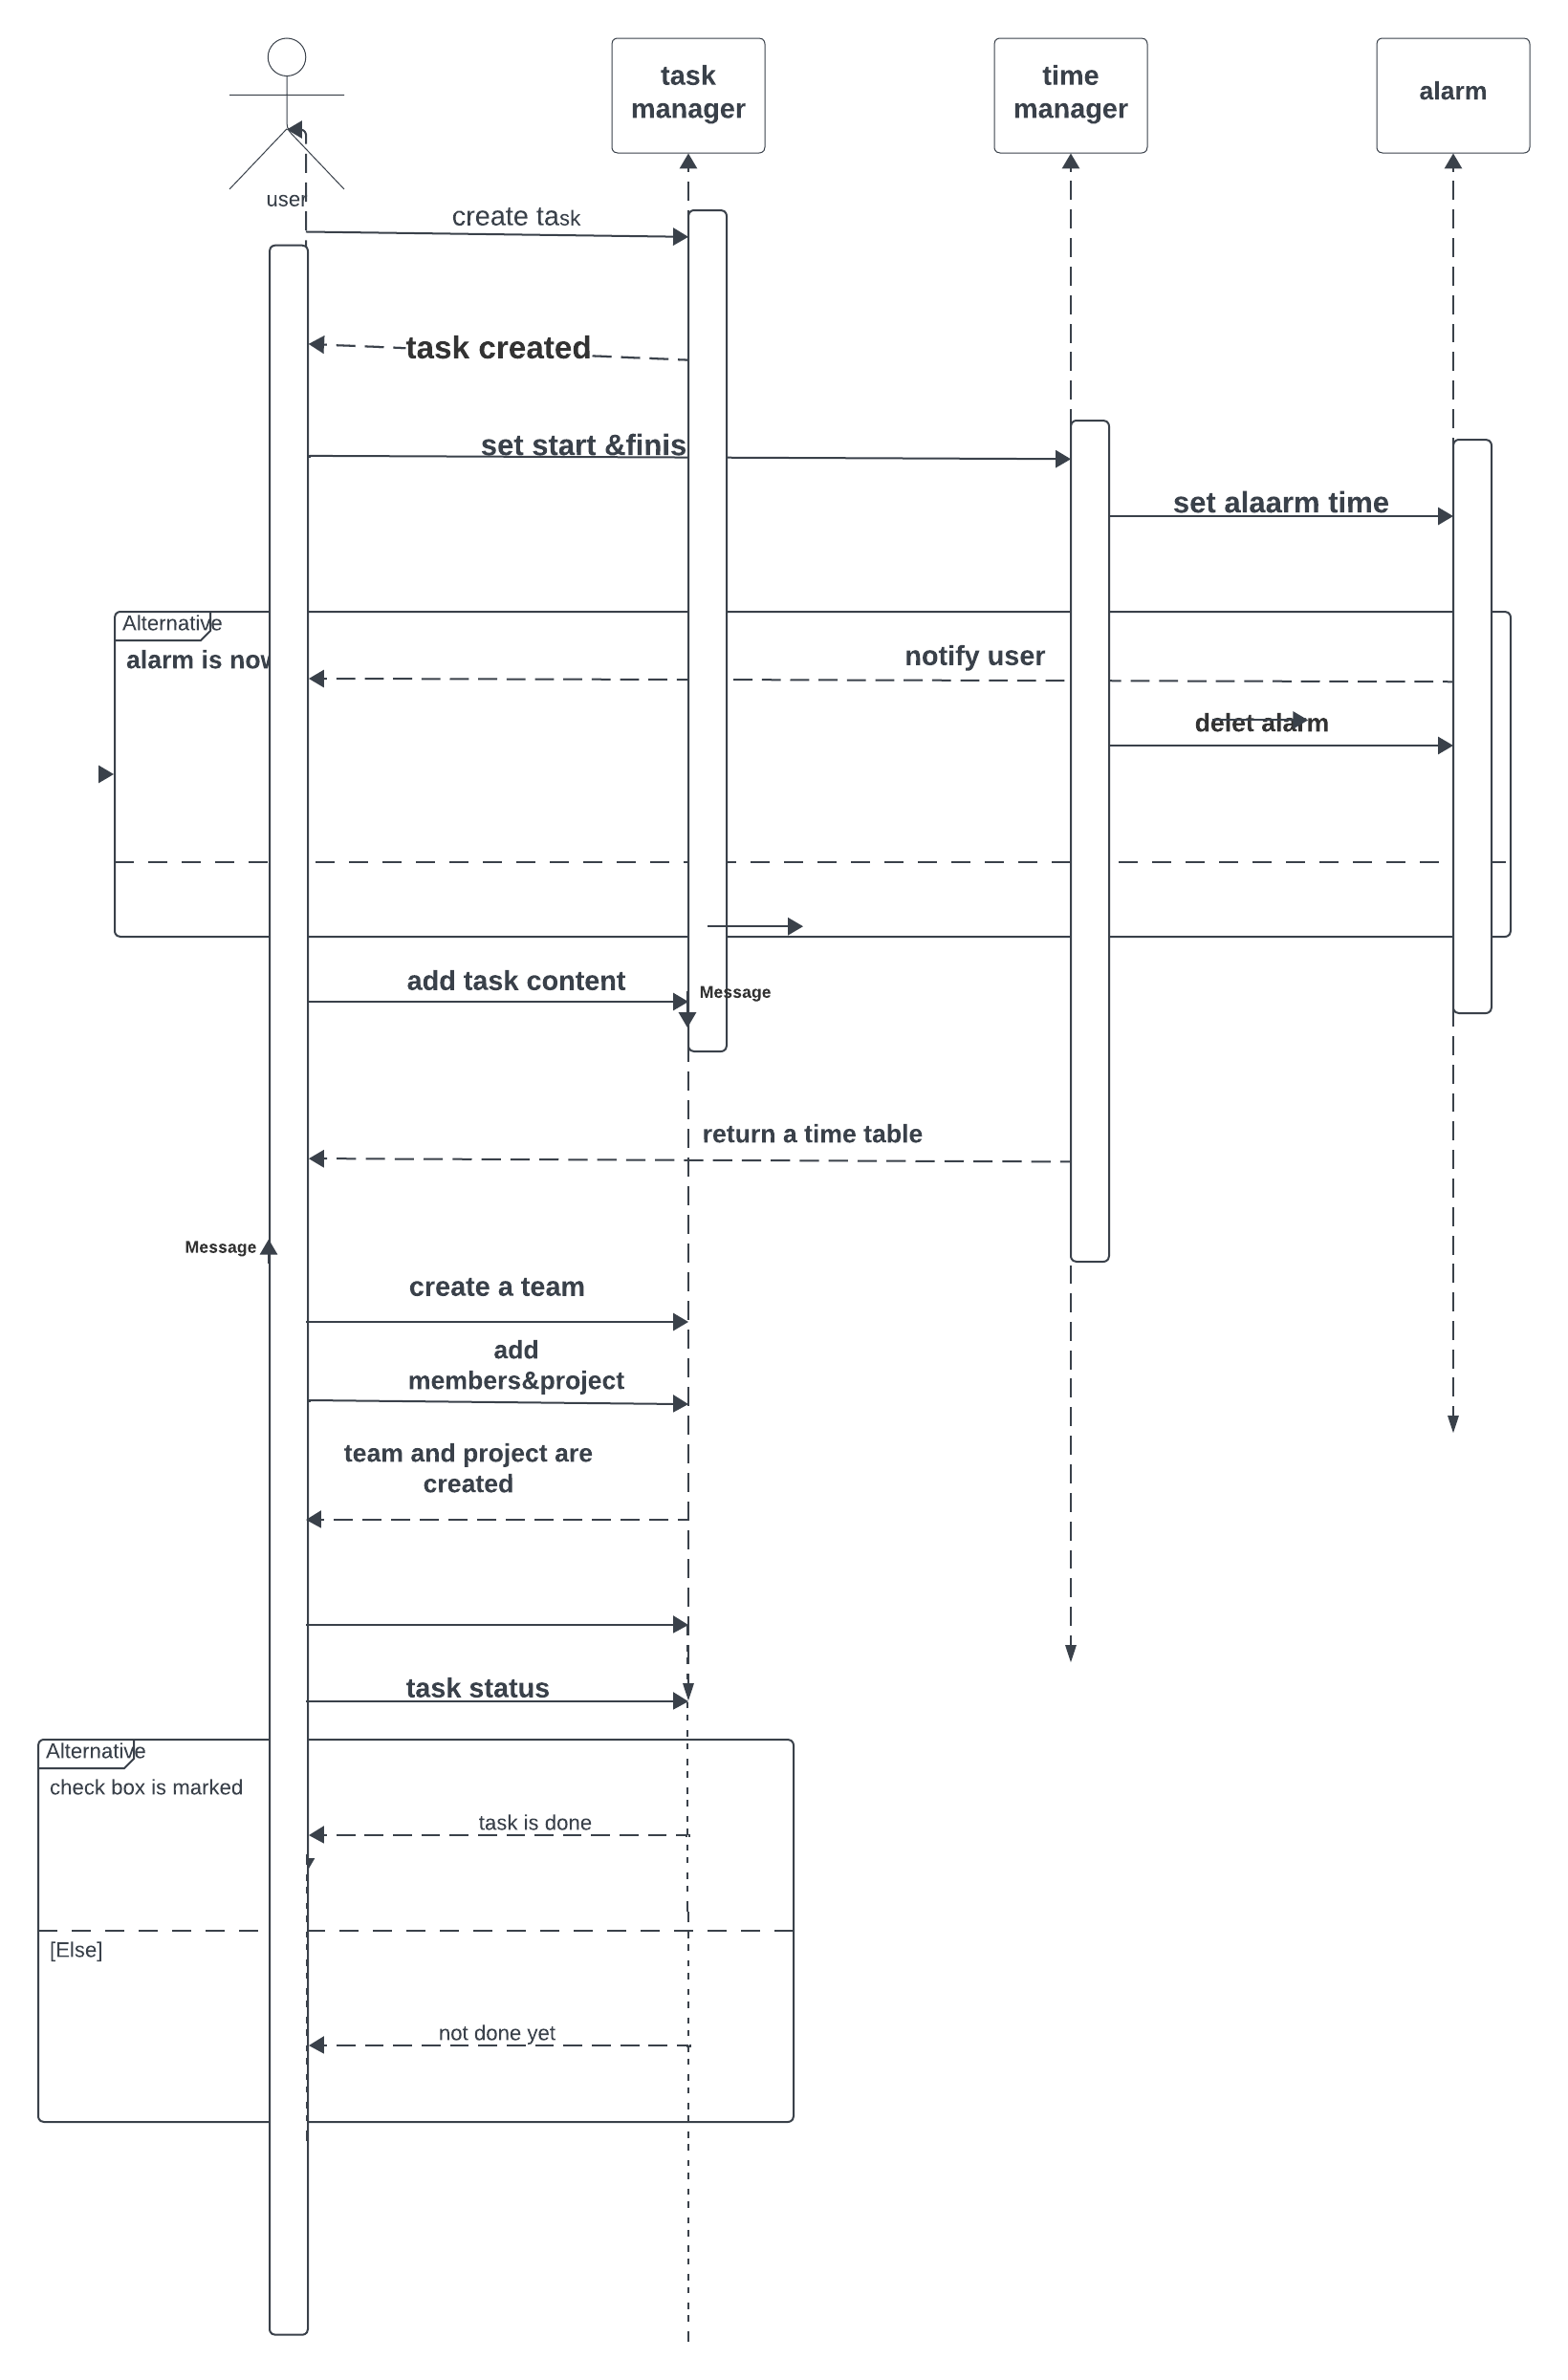 task
manager
time
manager
alarm
user
create task
task created
set start &finis
set alaarm time
Alternative
alarm is now
notify user
delet alarm
add task content
Message
return a time table
Message
create a team
add
members&project
team and project are
created
task status
Alternative
check box is marked
task is done
[Else]
not done yet